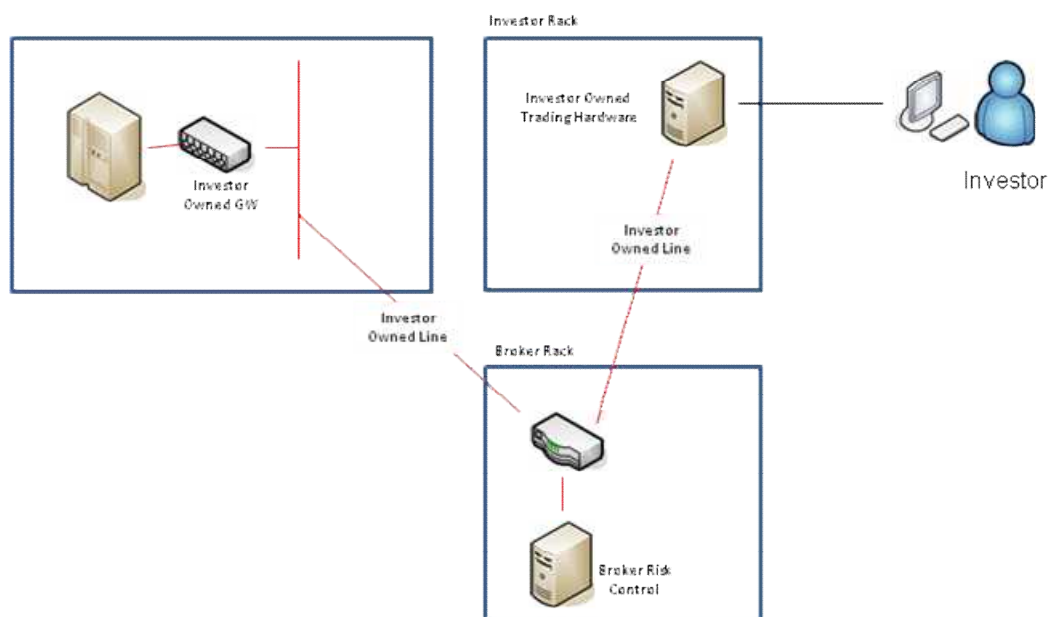 Investor Rack
Investor Owned
Trading Hardware
Investor
Owned GW
Investor
Investor
Owned Line
Investor
Owned Line
Broker Rack
Broker Risk
Control